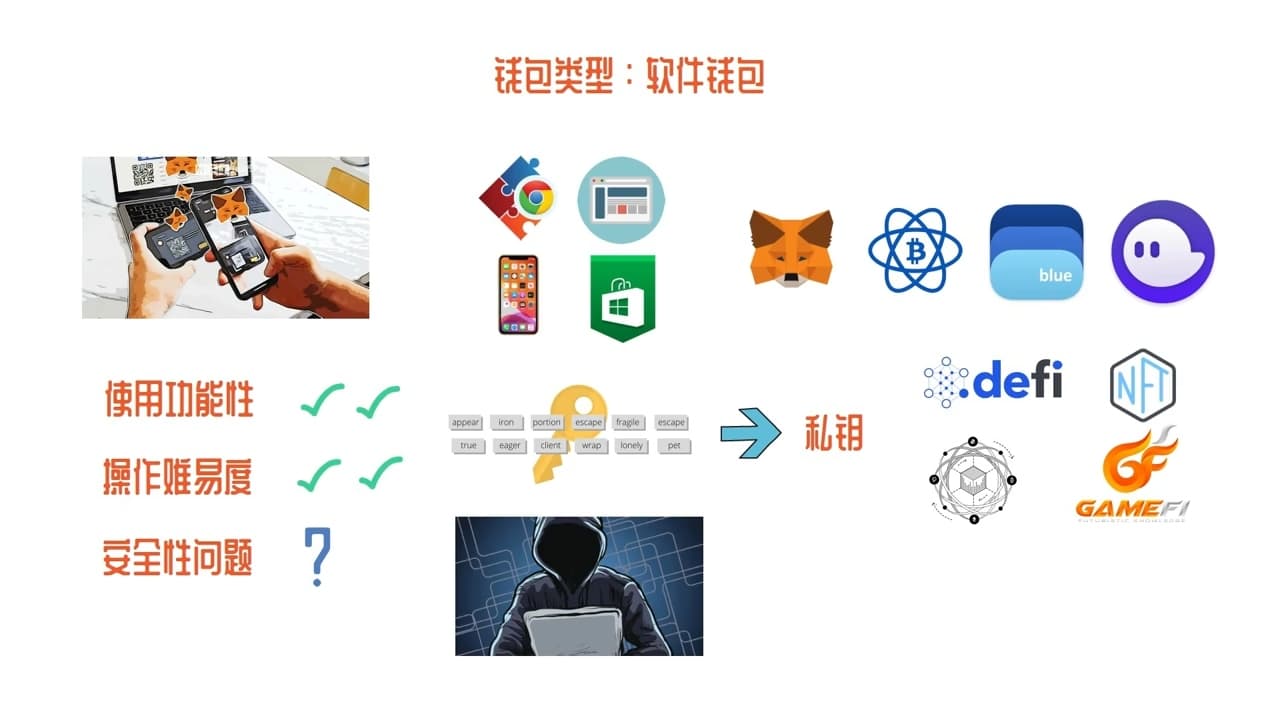 钱包类型：软件钱包
blue
使用功能性
操作难易度
安全性问题
?
appear iron portion escape fragile escape
true eager client wrap lonely pet
私钥
.defi
NFT
GAMEFI
FUTURISTIC KNOWLEDGE